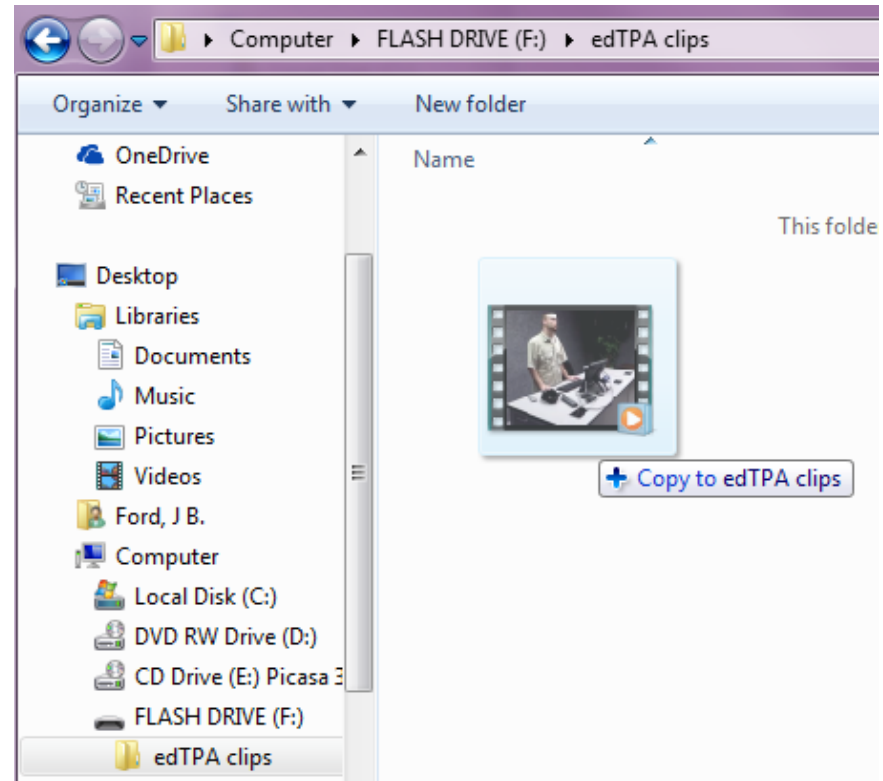 Computer FLASH DRIVE (F:) edTPA clips
Organize Share with New folder
OneDrive
Recent Places
Desktop
Libraries
Documents
Music
Pictures
Videos
Ford, J B.
Computer
Local Disk (C:)
DVD RW Drive (D:)
CD Drive (E:) Picasa 3
FLASH DRIVE (F:)
edTPA clips
Name
This folde
Copy to edTPA clips